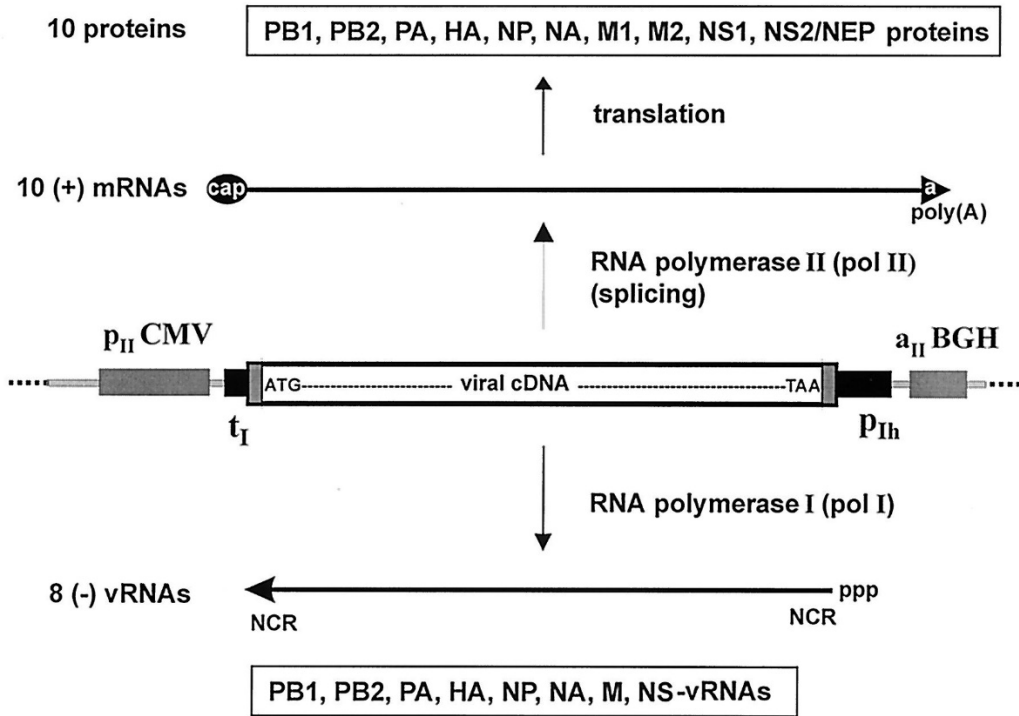 10 proteins
PB1, PB2, PA, HA, NP, NA, M1, M2, NS1, NS2/NEP proteins
translation
10 (+) mRNAs
cap
a
poly(A)
RNA polymerase II (pol II)
(splicing)
pII CMV
aII BGH
ATG
viral cDNA
TAA
tI
pIh
RNA polymerase I (pol I)
8 (-) vRNAs
ppp
NCR
NCR
PB1, PB2, PA, HA, NP, NA, M, NS-vRNAs